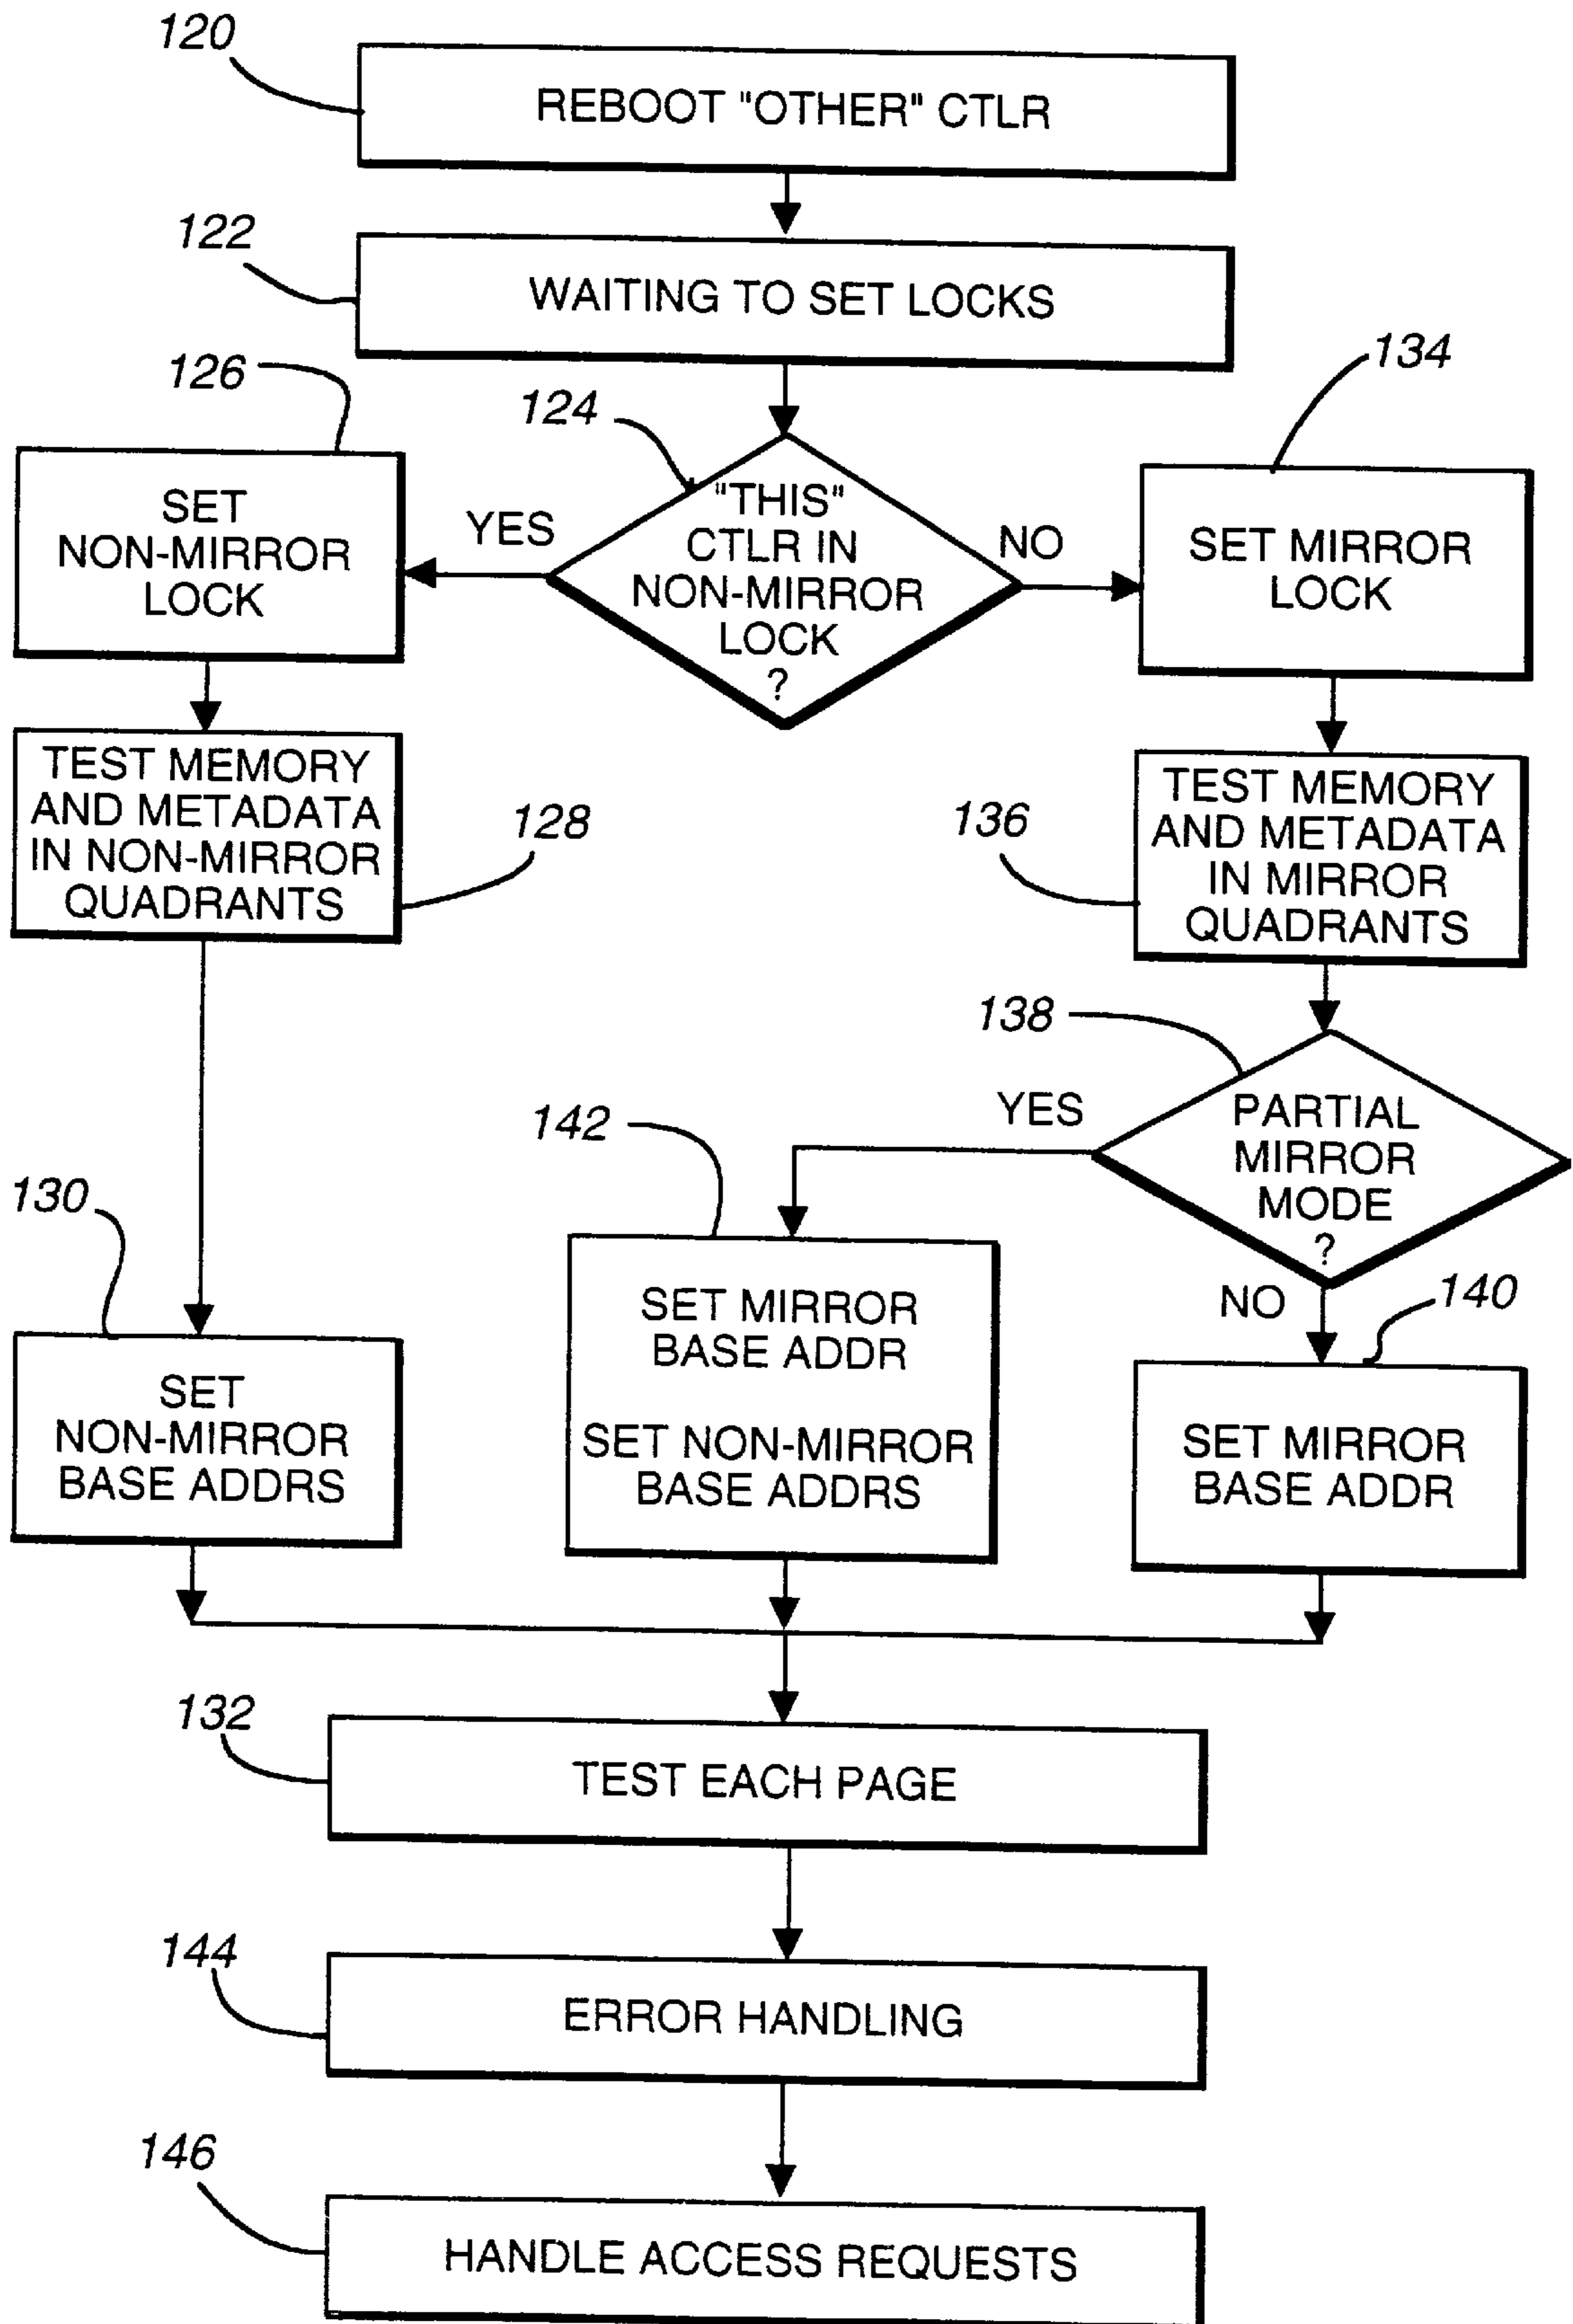 120
REBOOT "OTHER" CTLR
122
WAITING TO SET LOCKS
126
SET
NON-MIRROR
LOCK
124
"THIS"
CTLR IN
NON-MIRROR
LOCK
?
YES
NO
134
SET MIRROR
LOCK
TEST MEMORY
AND METADATA
IN NON-MIRROR
QUADRANTS
128
136
TEST MEMORY
AND METADATA
IN MIRROR
QUADRANTS
138
PARTIAL
MIRROR
MODE
?
YES
NO
130
SET
NON-MIRROR
BASE ADDRS
142
SET MIRROR
BASE ADDR
SET NON-MIRROR
BASE ADDRS
140
SET MIRROR
BASE ADDR
132
TEST EACH PAGE
144
ERROR HANDLING
146
HANDLE ACCESS REQUESTS